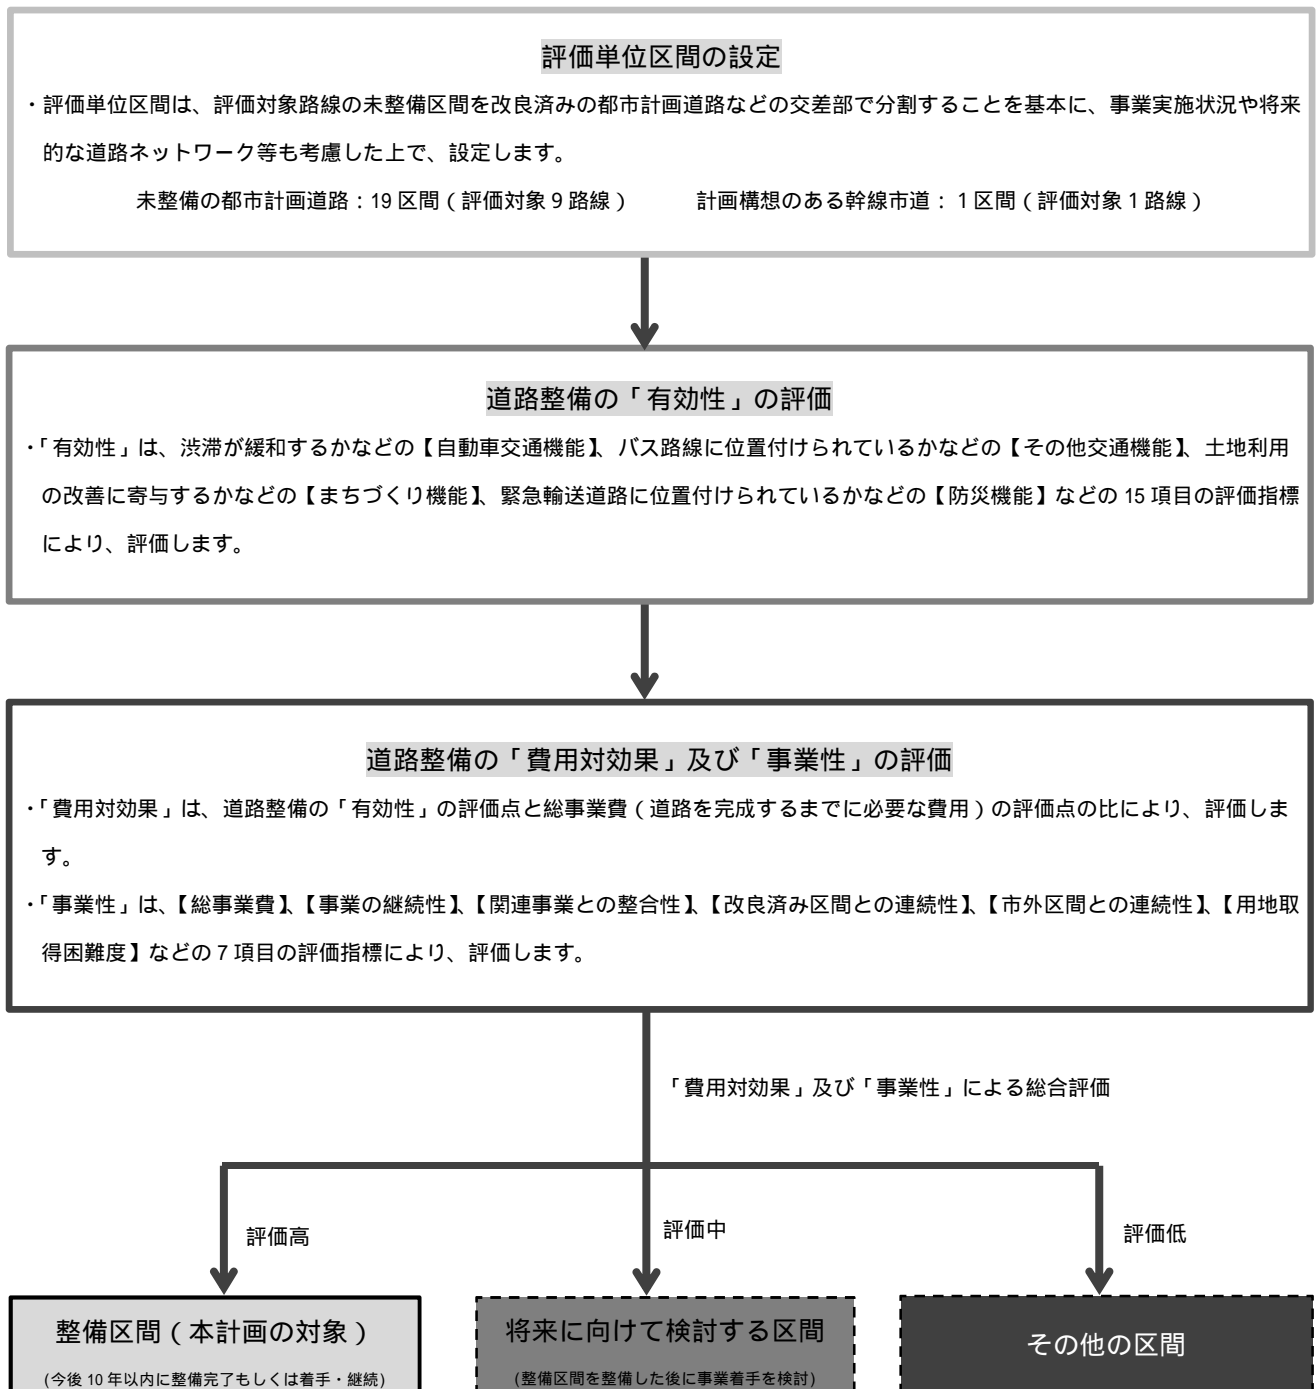 評価単位区間の設定
・評価単位区間は、評価対象路線の未整備区間を改良済みの都市計画道路などの交差部で分割することを基本に、事業実施状況や将来
的な道路ネットワーク等も考慮した上で、設定します。
未整備の都市計画道路：19 区間（評価対象 9 路線）　計画構想のある幹線市道： 1 区間（評価対象 1 路線）
道路整備の「有効性」の評価
・「有効性」は、渋滞が緩和するかなどの【自動車交通機能】、バス路線に位置付けられているかなどの【その他交通機能】、土地利用
の改善に寄与するかなどの【まちづくり機能】、緊急輸送道路に位置付けられているかなどの【防災機能】などの 15 項目の評価指標
により、評価します。
道路整備の「費用対効果」及び「事業性」の評価
・「費用対効果」は、道路整備の「有効性」の評価点と総事業費（道路を完成するまでに必要な費用）の評価点の比により、評価しま
す。
・「事業性」は、【総事業費】、【事業の継続性】、【関連事業との整合性】、【改良済み区間との連続性】、【市外区間との連続性】、【用地取
得困難度】などの 7 項目の評価指標により、評価します。
「費用対効果」及び「事業性」による総合評価
評価高
評価中
評価低
整備区間（本計画の対象）
(今後 10 年以内に整備完了もしくは着手・継続)
将来に向けて検討する区間
(整備区間を整備した後に事業着手を検討)
その他の区間